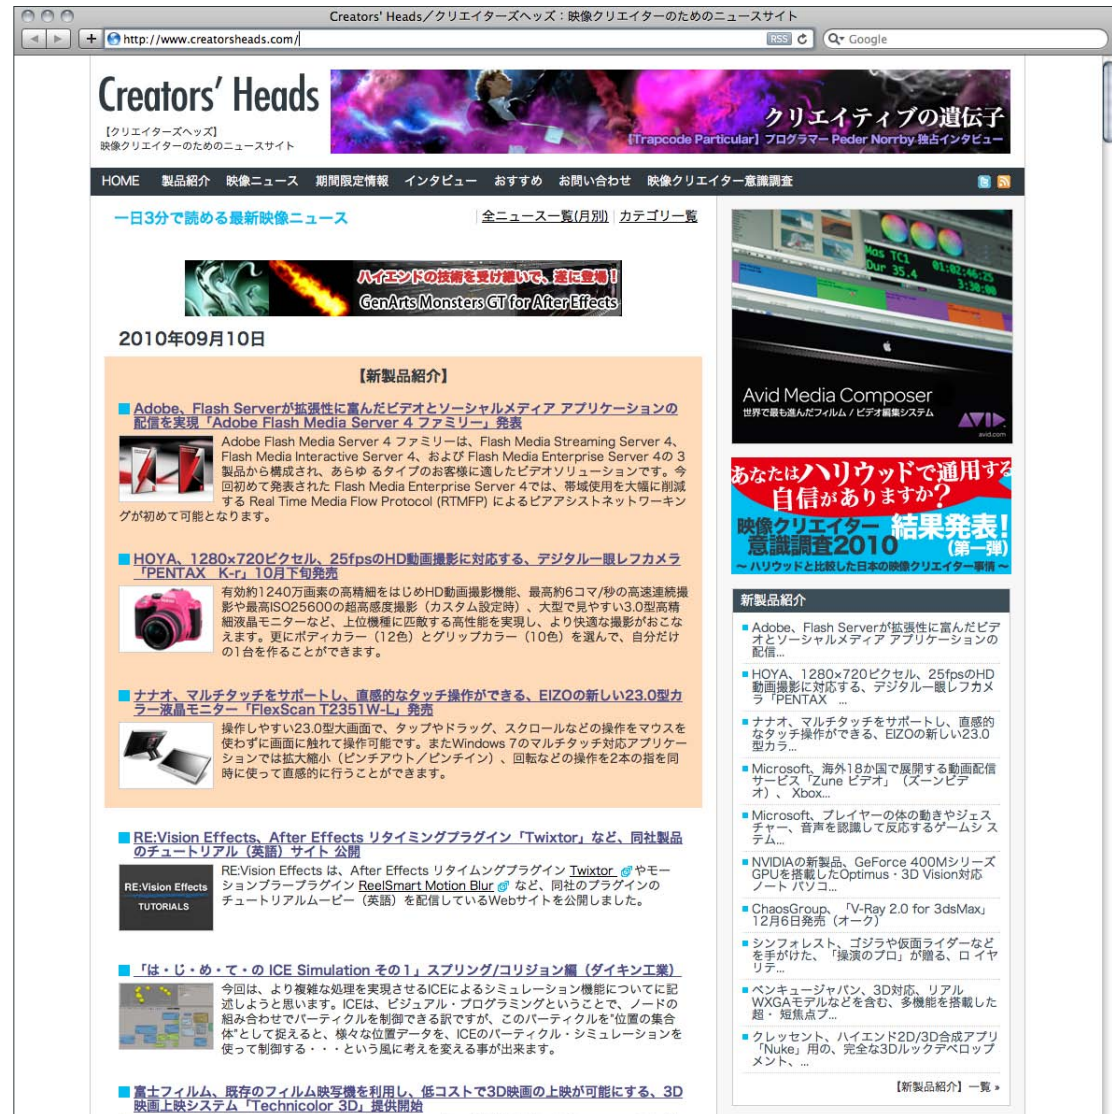 Creators' Heads／クリエイターズヘッズ：映像クリエイターのためのニュースサイト
http://www.creatorsheads.com/
RSS
Google
Creators' Heads
【クリエイターズヘッズ】
映像クリエイターのためのニュースサイト
クリエイティブの遺伝子
【Trapcode Particular】プログラマー Peder Norrby 独占インタビュー
HOME 製品紹介 映像ニュース 期間限定情報 インタビュー おすすめ お問い合わせ 映像クリエイター意識調査
一日3分で読める最新映像ニュース
全ニュース一覧(月別) カテゴリ一覧
ハイエンドの技術を受け継いで、遂に登場！
GenArts Monsters GT for After Effects
2010年09月10日
【新製品紹介】
Adobe、Flash Serverが拡張性に富んだビデオとソーシャルメディア アプリケーションの
配信を実現「Adobe Flash Media Server 4 ファミリー」発表
Adobe Flash Media Server 4 ファミリーは、Flash Media Streaming Server 4、
Flash Media Interactive Server 4、および Flash Media Enterprise Server 4の 3
製品から構成され、あらゆ るタイプのお客様に適したビデオソリューションです。今
回初めて発表された Flash Media Enterprise Server 4では、帯域使用を大幅に削減
する Real Time Media Flow Protocol (RTMFP) によるピアアシストネットワーキン
グが初めて可能となります。
HOYA、1280×720ピクセル、25fpsのHD動画撮影に対応する、デジタル一眼レフカメラ
「PENTAX　K-r」10月下旬発売
有効約1240万画素の高精細をはじめHD動画撮影機能、最高約6コマ/秒の高速連続撮
影や最高ISO25600の超高感度撮影（カスタム設定時）、大型で見やすい3.0型高精
細液晶モニターなど、上位機種に匹敵する高性能を実現し、より快適な撮影がおこな
えます。更にボディカラー（12色）とグリップカラー（10色）を選んで、自分だけ
の1台を作ることができます。
ナナオ、マルチタッチをサポートし、直感的なタッチ操作ができる、EIZOの新しい23.0型カ
ラー液晶モニター「FlexScan T2351W-L」発売
操作しやすい23.0型大画面で、タップやドラッグ、スクロールなどの操作をマウスを
使わずに画面に触れて操作可能です。またWindows 7のマルチタッチ対応アプリケー
ションでは拡大縮小（ピンチアウト／ピンチイン）、回転などの操作を2本の指を同
時に使って直感的に行うことができます。
RE:Vision Effects、After Effects リタイミングプラグイン「Twixtor」など、同社製品
のチュートリアル（英語）サイト 公開
RE:Vision Effects
TUTORIALS
RE:Vision Effects は、After Effects リタイムングプラグイン Twixtor やモー
ションブラープラグイン ReelSmart Motion Blur など、同社のプラグインの
チュートリアルムービー（英語）を配信しているWebサイトを公開しました。
「は・じ・め・て・の ICE Simulation その１」スプリング/コリジョン編（ダイキン工業）
今回は、より複雑な処理を実現させるICEによるシミュレーション機能についてに記
述しようと思います。ICEは、ビジュアル・プログラミングということで、ノードの
組み合わせでパーティクルを制御できる訳ですが、このパーティクルを"位置の集合
体"として捉えると、様々な位置データを、ICEのパーティクル・シミュレーションを
使って制御する・・・という風に考えを変える事が出来ます。
富士フィルム、既存のフィルム映写機を利用し、低コストで3D映画の上映が可能にする、3D
映画上映システム「Technicolor 3D」提供開始
Mas TC1 01:02:46:25
Dur 35.4 3:30:00
Avid Media Composer
世界で最も進んだフィルム / ビデオ編集システム
AVID
avid.com
あなたはハリウッドで通用する
自信がありますか？
映像クリエイター
意識調査2010
結果発表！
(第一弾)
～ ハリウッドと比較した日本の映像クリエイター事情 ～
新製品紹介
Adobe、Flash Serverが拡張性に富んだビデ
オとソーシャルメディア アプリケーションの
配信...
HOYA、1280×720ピクセル、25fpsのHD
動画撮影に対応する、デジタル一眼レフカメ
ラ「PENTAX　...
ナナオ、マルチタッチをサポートし、直感的
なタッチ操作ができる、EIZOの新しい23.0
型カラ...
Microsoft、海外18か国で展開する動画配信
サービス「Zune ビデオ」（ズーンビデ
オ）、 Xbox...
Microsoft、プレイヤーの体の動きやジェス
チャー、音声を認識して反応するゲームシ ス
テム...
NVIDIAの新製品、GeForce 400Mシリーズ
GPUを搭載したOptimus・3D Vision対応
ノート パソコ...
ChaosGroup、「V-Ray 2.0 for 3dsMax」
12月6日発売（オーク）
シンフォレスト、ゴジラや仮面ライダーなど
を手がけた、「操演のプロ」が贈る、ロ イヤ
リテ...
ベンキュージャパン、3D対応、リアル
WXGAモデルなどを含む、多機能を搭載した
超・ 短焦点プ...
クレッセント、ハイエンド2D/3D合成アプリ
「Nuke」用の、完全な3Dルックデベロップ
メント、...
【新製品紹介】一覧 »